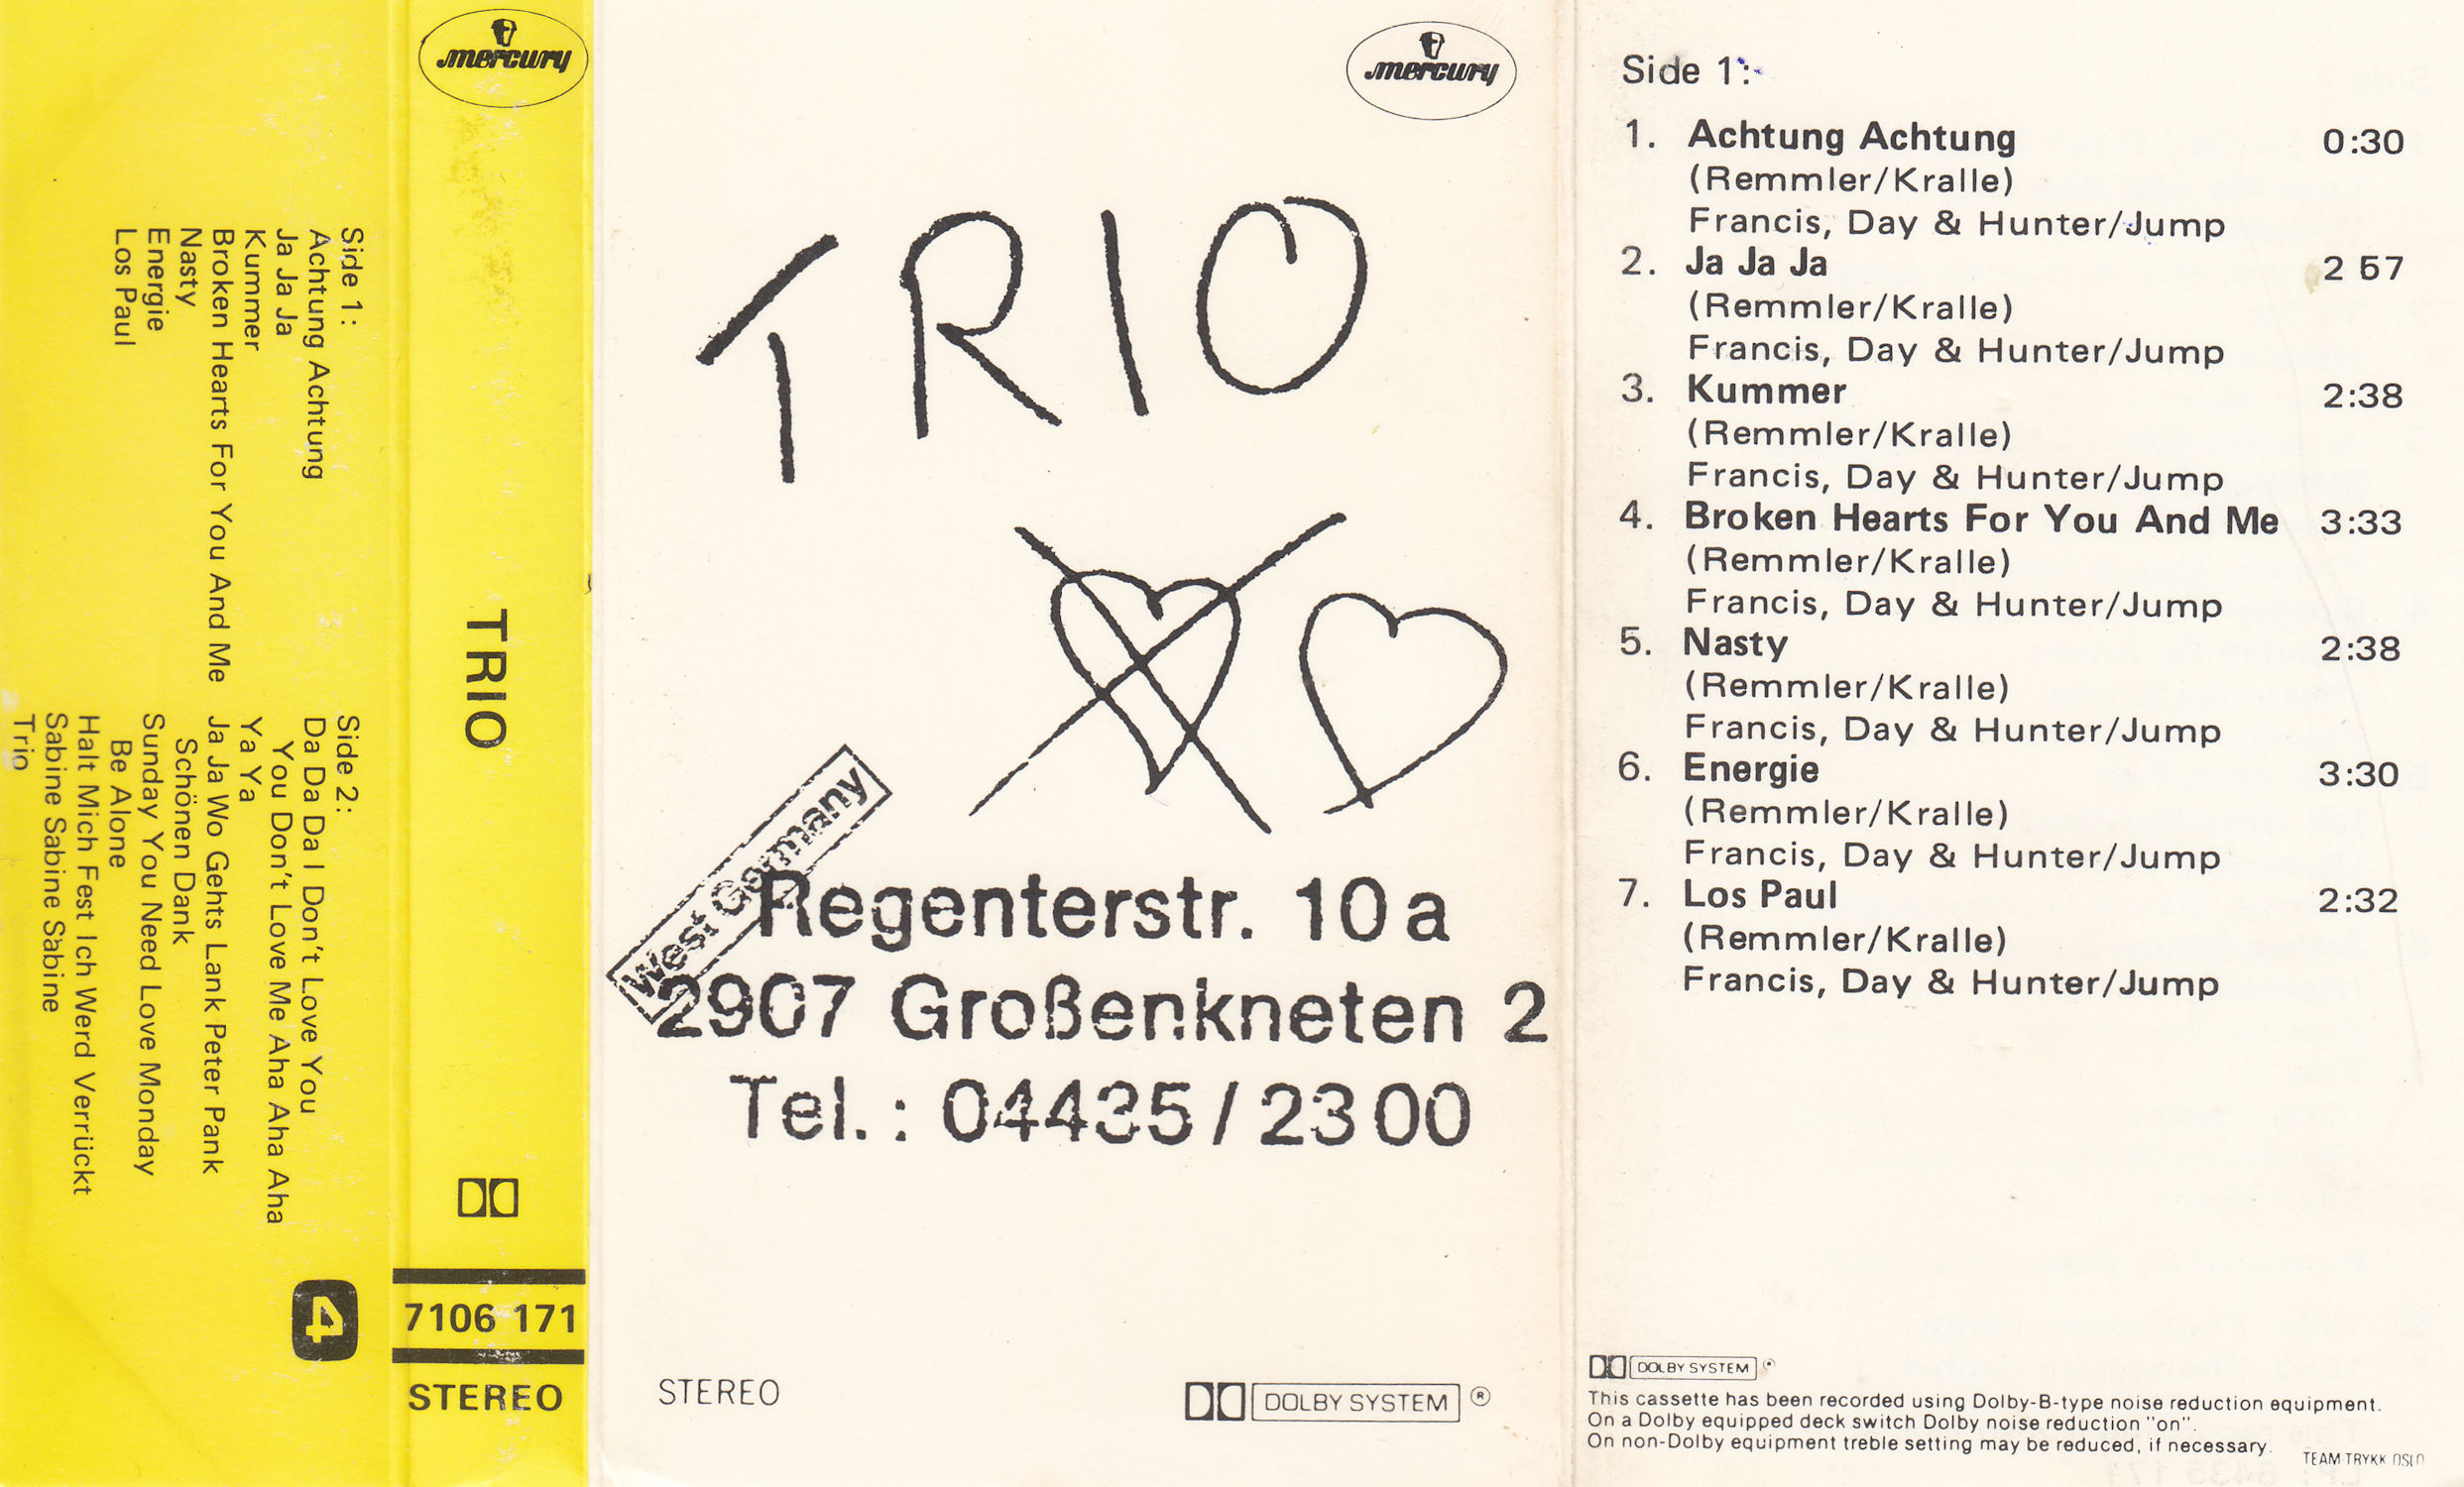 Side 1:
Achtung Achtung
Ja Ja Ja
Kummer
Broken Hearts For You And Me
Nasty
Energie
Los Paul
Side 2:
Da Da Da I Don't Love You
You Don't Love Me Aha Aha Aha
Ya Ya
Ja Ja Wo Gehts Lank Peter Pank
Schönen Dank
Sunday You Need Love Monday
Be Alone
Halt Mich Fest Ich Werd Verrückt
Sabine Sabine Sabine
Trio
4
mercury
TRIO
7106 171
STEREO
mercury
TRIO
West Germany
Regenterstr. 10 a
2907 Großenkneten 2
Tel.: 04435/2300
STEREO
DOLBY SYSTEM ®
Side 1:
1. Achtung Achtung 0:30
(Remmler/Kralle)
Francis, Day & Hunter/Jump
2. Ja Ja Ja 2 57
(Remmler/Kralle)
Francis, Day & Hunter/Jump
3. Kummer 2:38
(Remmler/Kralle)
Francis, Day & Hunter/Jump
4. Broken Hearts For You And Me 3:33
(Remmler/Kralle)
Francis, Day & Hunter/Jump
5. Nasty 2:38
(Remmler/Kralle)
Francis, Day & Hunter/Jump
6. Energie 3:30
(Remmler/Kralle)
Francis, Day & Hunter/Jump
7. Los Paul 2:32
(Remmler/Kralle)
Francis, Day & Hunter/Jump
DOLBY SYSTEM ®
This cassette has been recorded using Dolby-B-type noise reduction equipment.
On a Dolby equipped deck switch Dolby noise reduction "on".
On non-Dolby equipment treble setting may be reduced, if necessary.
TEAM TRYKK OSLO